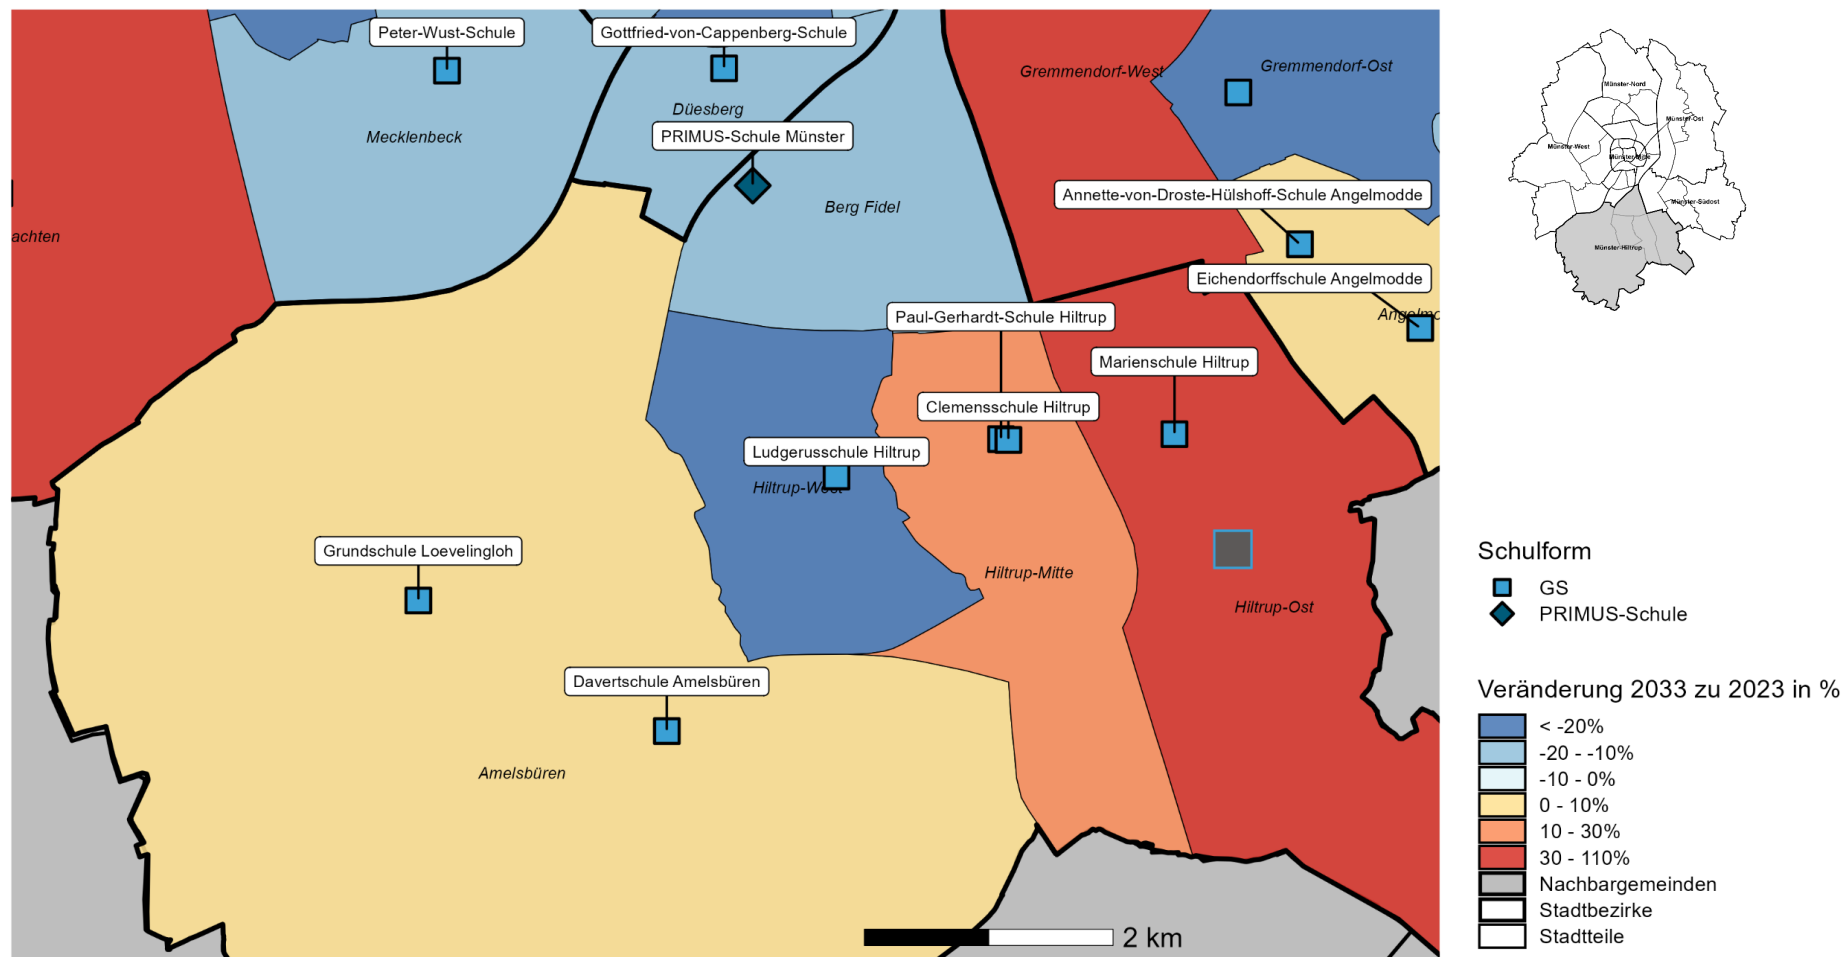 Peter-Wust-Schule
Gottfried-von-Cappenberg-Schule
Gremmendorf-West
Gremmendorf-Ost
Düesberg
Mecklenbeck
PRIMUS-Schule Münster
Berg Fidel
achten
Annette-von-Droste-Hülshoff-Schule Angelmodde
Eichendorffschule Angelmodde
Angelmo
Paul-Gerhardt-Schule Hiltrup
Marienschule Hiltrup
Clemensschule Hiltrup
Ludgerusschule Hiltrup
Hiltrup-West
Grundschule Loevelingloh
Hiltrup-Mitte
Hiltrup-Ost
Davertschule Amelsbüren
Amelsbüren
2 km
Münster-Nord
Münster-Ost
Münster-West
Münster-Mitte
Münster-Südost
Münster-Hiltrup
Schulform
GS
PRIMUS-Schule
Veränderung 2033 zu 2023 in %
< -20%
-20 - -10%
-10 - 0%
0 - 10%
10 - 30%
30 - 110%
Nachbargemeinden
Stadtbezirke
Stadtteile